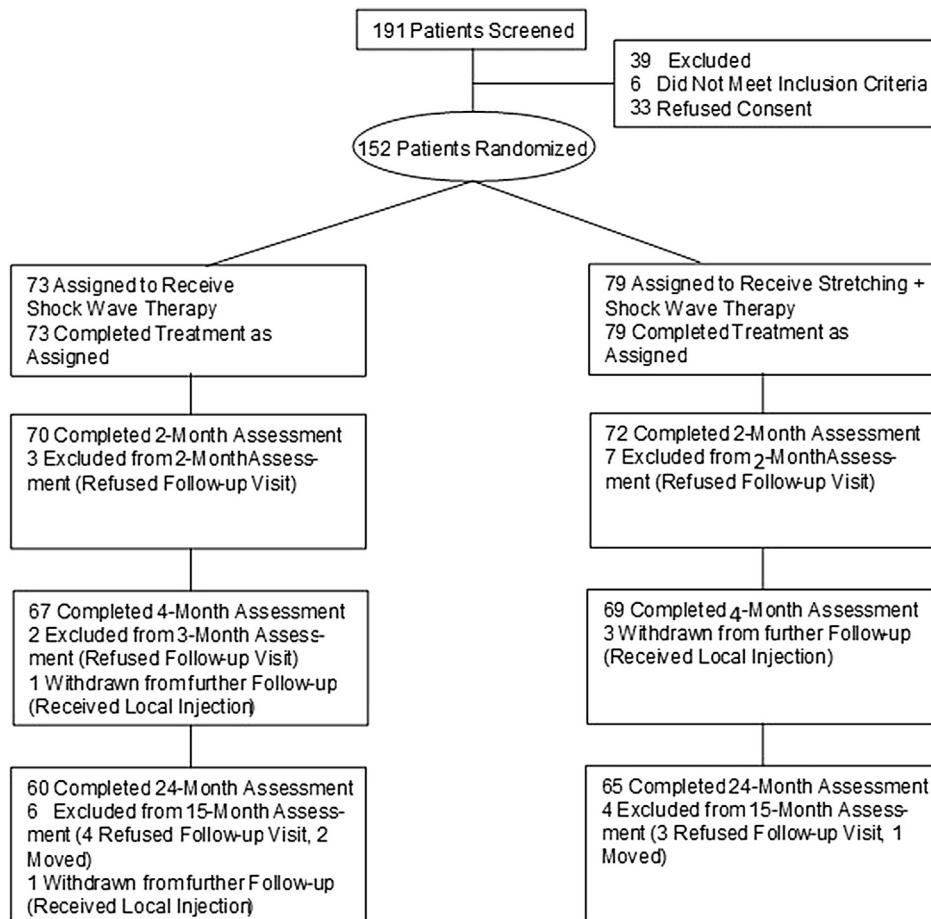 191 Patients Screened
39 Excluded
6 Did Not Meet Inclusion Criteria
33 Refused Consent
152 Patients Randomized
73 Assigned to Receive
Shock Wave Therapy
73 Completed Treatment as
Assigned
79 Assigned to Receive Stretching +
Shock Wave Therapy
79 Completed Treatment as
Assigned
70 Completed 2-Month Assessment
3 Excluded from 2-Month Assess-
ment (Refused Follow-up Visit)
72 Completed 2-Month Assessment
7 Excluded from 2-Month Assess-
ment (Refused Follow-up Visit)
67 Completed 4-Month Assessment
2 Excluded from 3-Month Assess-
ment (Refused Follow-up Visit)
1 Withdrawn from further Follow-up
(Received Local Injection)
69 Completed 4-Month Assessment
3 Withdrawn from further Follow-up
(Received Local Injection)
60 Completed 24-Month Assessment
6 Excluded from 15-Month Assess-
ment (4 Refused Follow-up Visit, 2
Moved)
1 Withdrawn from further Follow-up
(Received Local Injection)
65 Completed 24-Month Assessment
4 Excluded from 15-Month Assess-
ment (3 Refused Follow-up Visit, 1
Moved)